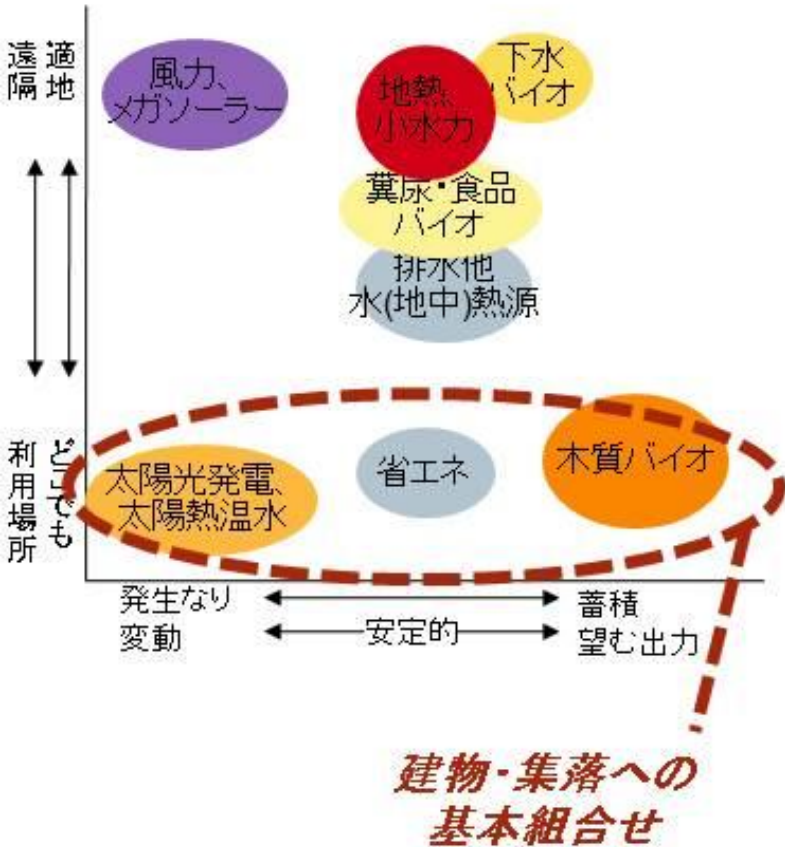 適地
遠隔
風力、
メガソーラー
地熱
小水力
下水
バイオ
糞尿・食品
バイオ
排水他
水(地中)熱源
どこでも
利用場所
太陽光発電、
太陽熱温水
省エネ
木質バイオ
発生なり
変動
安定的
蓄積
望む出力
建物・集落への
基本組合せ